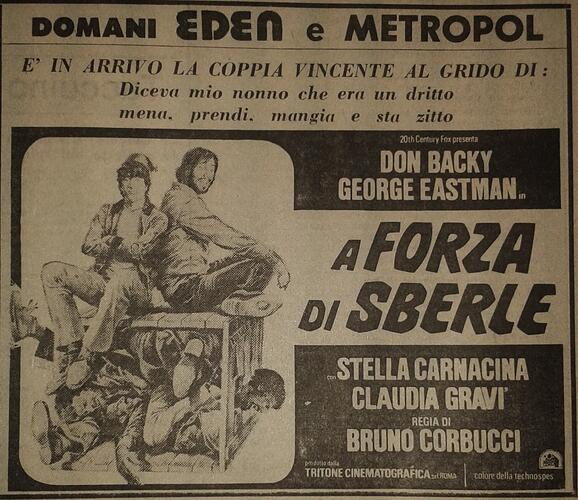 DOMANI EDEN e METROPOL
E' IN ARRIVO LA COPPIA VINCENTE AL GRIDO DI:
Diceva mio nonno che era un dritto
mena, prendi, mangia e sta zitto
20th Century Fox presenta
DON BACKY
GEORGE EASTMAN in
A FORZA
DI SBERLE
con STELLA CARNACINA
CLAUDIA GRAVI'
REGIA DI
BRUNO CORBUCCI
prodotto dalla
TRITONE CINEMATOGRAFICA srl ROMA
colore della technospes